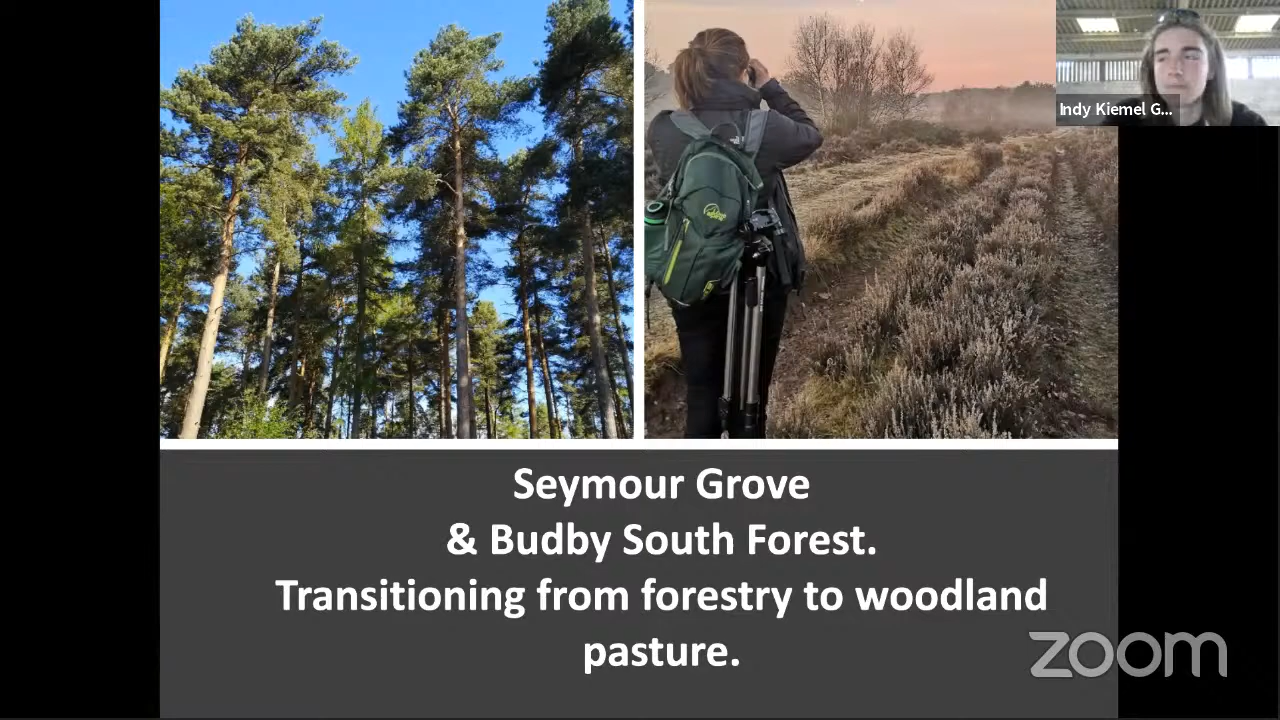 Indy Kiemel G...
Seymour Grove
& Budby South Forest.
Transitioning from forestry to woodland
pasture.
zoom